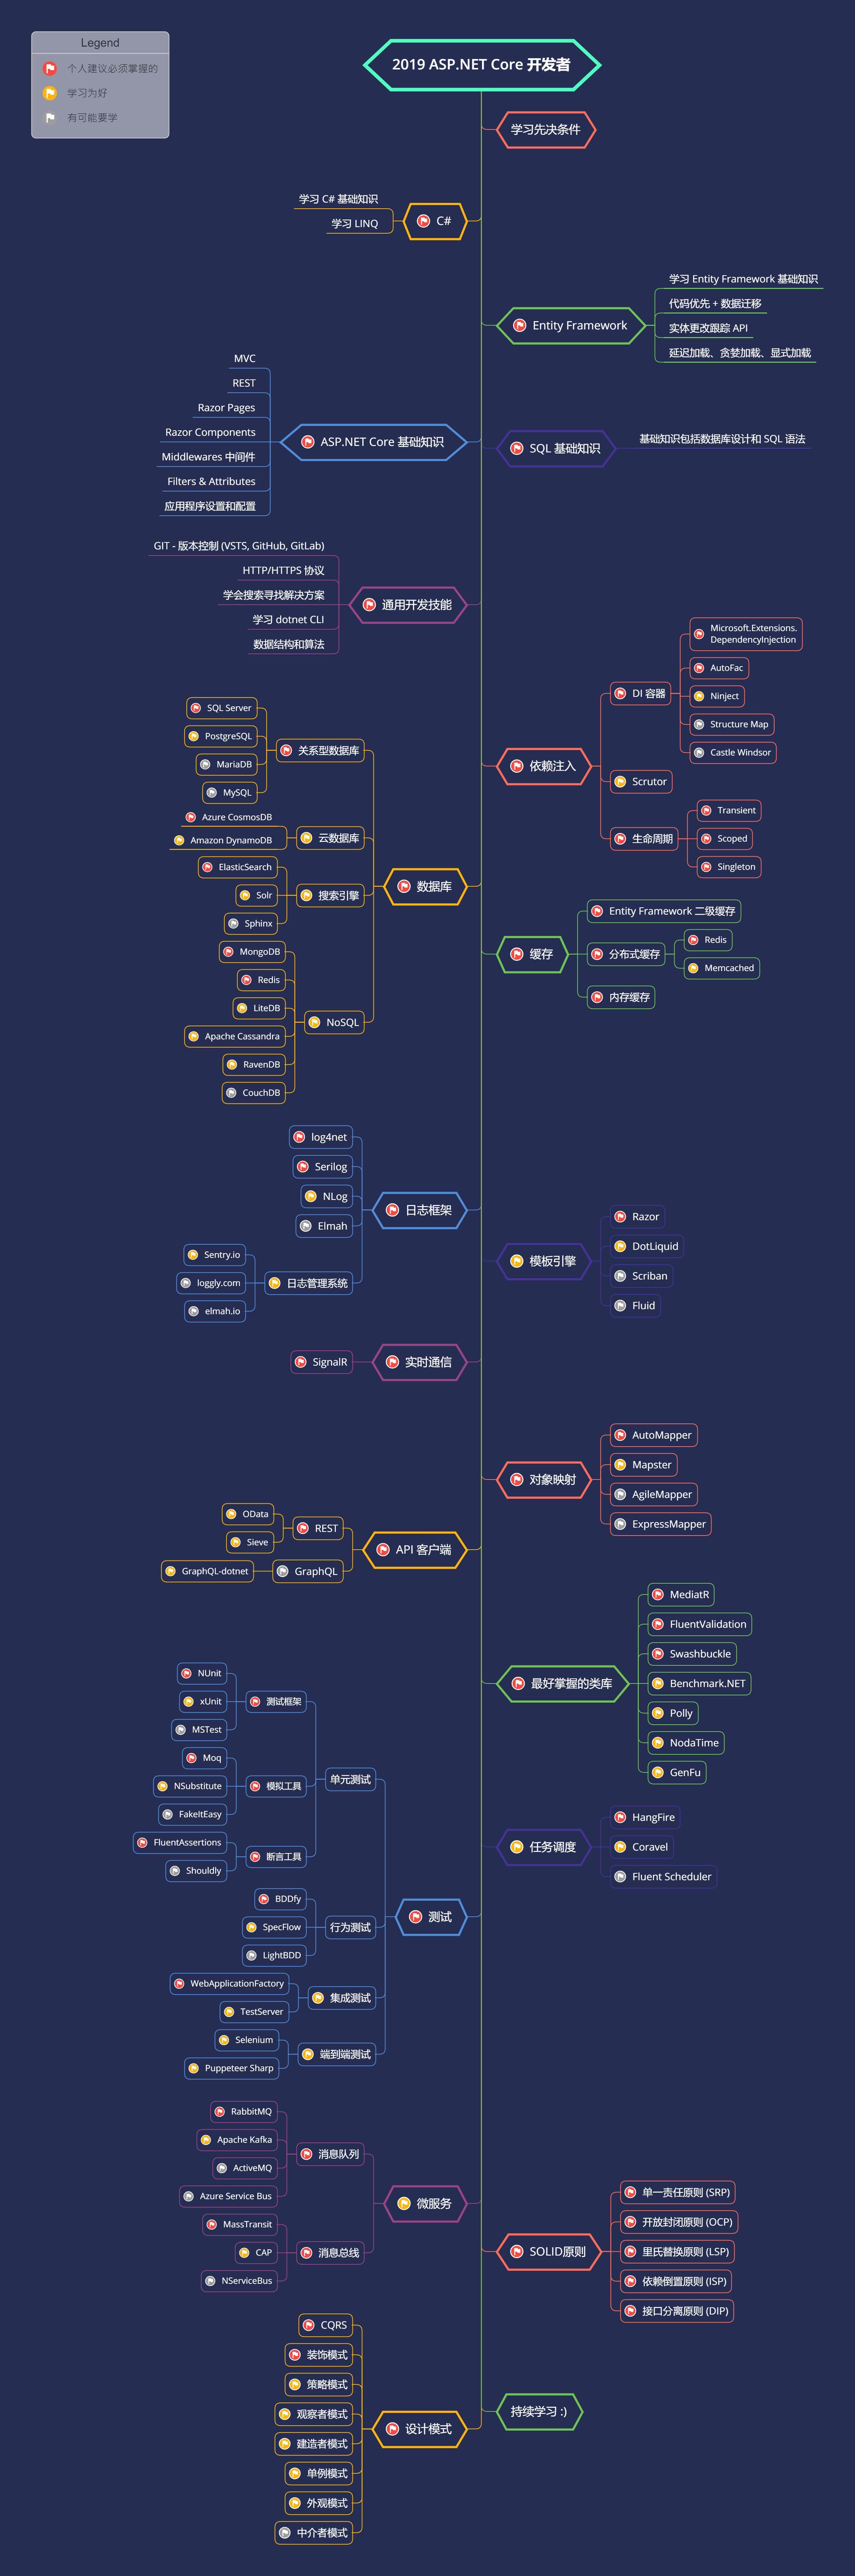 Legend
个人建议必须掌握的
学习为好
有可能要学
2019 ASP.NET Core 开发者
学习先决条件
C#
学习 C# 基础知识
学习 LINQ
Entity Framework
学习 Entity Framework 基础知识
代码优先 + 数据迁移
实体更改跟踪 API
延迟加载、贪婪加载、显式加载
ASP.NET Core 基础知识
MVC
REST
Razor Pages
Razor Components
Middlewares 中间件
Filters & Attributes
应用程序设置和配置
SQL 基础知识
基础知识包括数据库设计和 SQL 语法
通用开发技能
GIT - 版本控制 (VSTS, GitHub, GitLab)
HTTP/HTTPS 协议
学会搜索寻找解决方案
学习 dotnet CLI
数据结构和算法
依赖注入
DI 容器
Microsoft.Extensions.
DependencyInjection
AutoFac
Ninject
Structure Map
Castle Windsor
Scrutor
生命周期
Transient
Scoped
Singleton
数据库
关系型数据库
SQL Server
PostgreSQL
MariaDB
MySQL
云数据库
Azure CosmosDB
Amazon DynamoDB
搜索引擎
ElasticSearch
Solr
Sphinx
NoSQL
MongoDB
Redis
LiteDB
Apache Cassandra
RavenDB
CouchDB
缓存
Entity Framework 二级缓存
分布式缓存
Redis
Memcached
内存缓存
日志框架
log4net
Serilog
NLog
Elmah
日志管理系统
Sentry.io
loggly.com
elmah.io
模板引擎
Razor
DotLiquid
Scriban
Fluid
实时通信
SignalR
对象映射
AutoMapper
Mapster
AgileMapper
ExpressMapper
API 客户端
REST
OData
Sieve
GraphQL
GraphQL-dotnet
最好掌握的类库
MediatR
FluentValidation
Swashbuckle
Benchmark.NET
Polly
NodaTime
GenFu
测试
单元测试
测试框架
NUnit
xUnit
MSTest
模拟工具
Moq
NSubstitute
FakeItEasy
断言工具
FluentAssertions
Shouldly
行为测试
BDDfy
SpecFlow
LightBDD
集成测试
WebApplicationFactory
TestServer
端到端测试
Selenium
Puppeteer Sharp
任务调度
HangFire
Coravel
Fluent Scheduler
微服务
消息队列
RabbitMQ
Apache Kafka
ActiveMQ
Azure Service Bus
消息总线
MassTransit
CAP
NServiceBus
SOLID原则
单一责任原则 (SRP)
开放封闭原则 (OCP)
里氏替换原则 (LSP)
依赖倒置原则 (ISP)
接口分离原则 (DIP)
设计模式
CQRS
装饰模式
策略模式
观察者模式
建造者模式
单例模式
外观模式
中介者模式
持续学习 :)